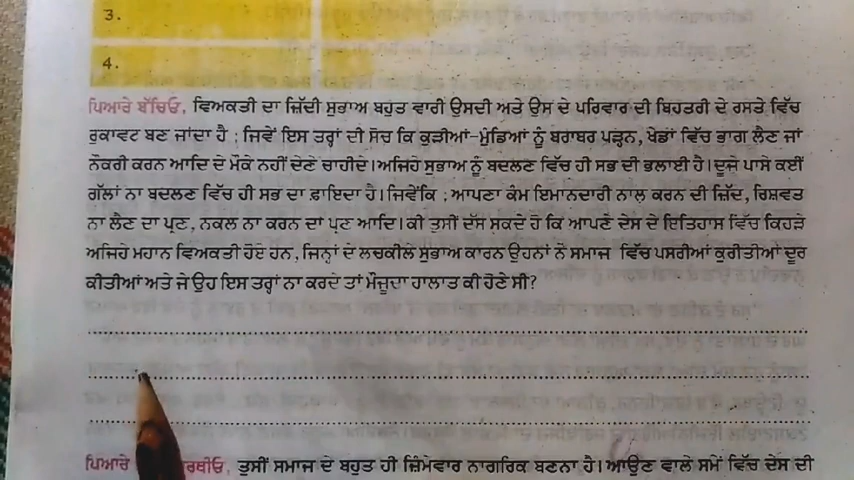 3.
4.
ਪਿਆਰੇ ਬੱਚਿਓ, ਵਿਅਕਤੀ ਦਾ ਜ਼ਿੱਦੀ ਸੁਭਾਅ ਬਹੁਤ ਵਾਰੀ ਉਸਦੀ ਅਤੇ ਉਸ ਦੇ ਪਰਿਵਾਰ ਦੀ ਬਿਹਤਰੀ ਦੇ ਰਸਤੇ ਵਿੱਚ
ਰੁਕਾਵਟ ਬਣ ਜਾਂਦਾ ਹੈ ; ਜਿਵੇਂ ਇਸ ਤਰ੍ਹਾਂ ਦੀ ਸੋਚ ਕਿ ਕੁੜੀਆਂ-ਮੁੰਡਿਆਂ ਨੂੰ ਬਰਾਬਰ ਪੜ੍ਹਨ, ਖੇਡਾਂ ਵਿੱਚ ਭਾਗ ਲੈਣ ਜਾਂ
ਨੌਕਰੀ ਕਰਨ ਆਦਿ ਦੇ ਮੌਕੇ ਨਹੀਂ ਦੇਣੇ ਚਾਹੀਦੇ। ਅਜਿਹੇ ਸੁਭਾਅ ਨੂੰ ਬਦਲਣ ਵਿੱਚ ਹੀ ਸਭ ਦੀ ਭਲਾਈ ਹੈ। ਦੂਜੇ ਪਾਸੇ ਕਈ
ਗੱਲਾਂ ਨਾ ਬਦਲਣ ਵਿੱਚ ਹੀ ਸਭ ਦਾ ਫ਼ਾਇਦਾ ਹੈ। ਜਿਵੇਂਕਿ ; ਆਪਣਾ ਕੰਮ ਇਮਾਨਦਾਰੀ ਨਾਲ ਕਰਨ ਦੀ ਜ਼ਿੱਦ, ਰਿਸ਼ਵਤ
ਨਾ ਲੈਣ ਦਾ ਪ੍ਰਣ, ਨਕਲ ਨਾ ਕਰਨ ਦਾ ਪ੍ਰਣ ਆਦਿ। ਕੀ ਤੁਸੀਂ ਦੱਸ ਸਕਦੇ ਹੋ ਕਿ ਆਪਣੇ ਦੇਸ ਦੇ ਇਤਿਹਾਸ ਵਿੱਚ ਕਿਹੜੇ
ਅਜਿਹੇ ਮਹਾਨ ਵਿਅਕਤੀ ਹੋਏ ਹਨ, ਜਿਨ੍ਹਾਂ ਦੇ ਲਚਕੀਲੇ ਸੁਭਾਅ ਕਾਰਨ ਉਹਨਾਂ ਨੇ ਸਮਾਜ ਵਿੱਚ ਪਸਰੀਆਂ ਕੁਰੀਤੀਆਂ ਦੂਰ
ਕੀਤੀਆਂ ਅਤੇ ਜੇ ਉਹ ਇਸ ਤਰ੍ਹਾਂ ਨਾ ਕਰਦੇ ਤਾਂ ਮੌਜੂਦਾ ਹਾਲਾਤ ਕੀ ਹੋਣੇ ਸੀ?
ਪਿਆਰੇ ਤੁਸੀਂ ਸਮਾਜ ਦੇ ਬਹੁਤ ਹੀ ਜ਼ਿੰਮੇਵਾਰ ਨਾਗਰਿਕ ਬਣਨਾ ਹੈ। ਆਉਣ ਵਾਲੇ ਸਮੇਂ ਵਿੱਚ ਦੇਸ ਦੀ